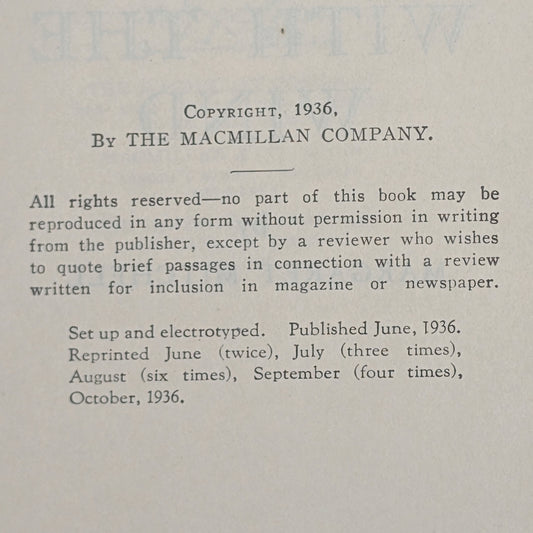 COPYRIGHT, 1936,
BY THE MACMILLAN COMPANY.
All rights reserved—no part of this book may be
reproduced in any form without permission in writing
from the publisher, except by a reviewer who wishes
to quote brief passages in connection with a review
written for inclusion in magazine or newspaper.
Set up and electrotyped. Published June, 1936.
Reprinted June (twice), July (three times),
August (six times), September (four times),
October, 1936.